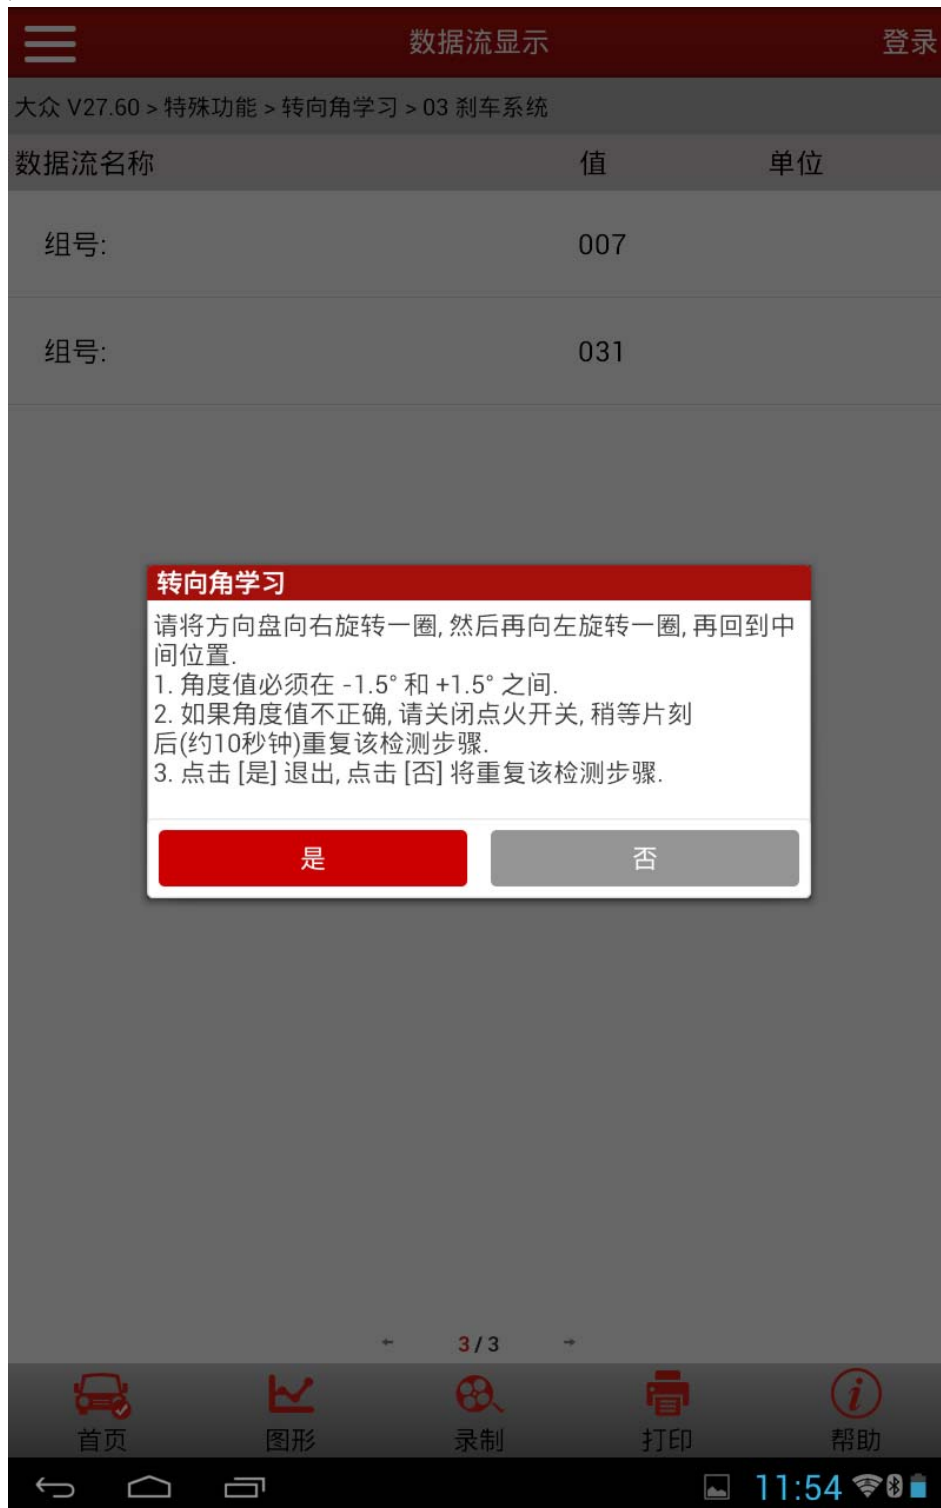 数据流显示 登录
大众 V27.60 > 特殊功能 > 转向角学习 > 03 刹车系统
数据流名称 值 单位
组号: 007
组号: 031
转向角学习
请将方向盘向右旋转一圈, 然后再向左旋转一圈, 再回到中
间位置.
1. 角度值必须在 -1.5° 和 +1.5° 之间.
2. 如果角度值不正确, 请关闭点火开关, 稍等片刻
后(约10秒钟)重复该检测步骤.
3. 点击 [是] 退出, 点击 [否] 将重复该检测步骤.
是 否
3 / 3
首页 图形 录制 打印 帮助
11:54